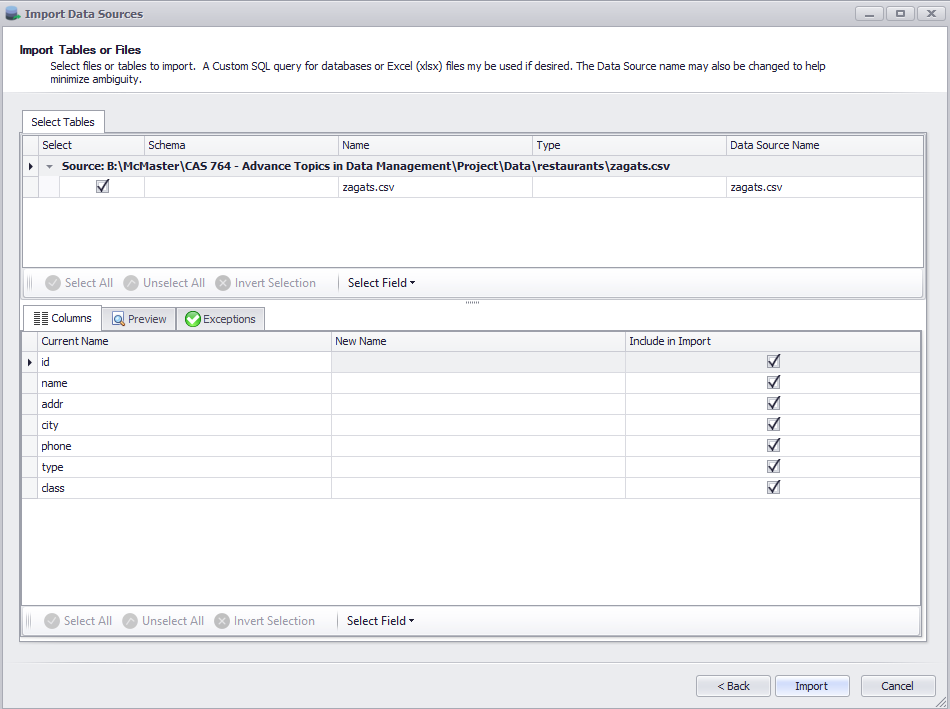 Import Data Sources
Import Tables or Files
Select files or tables to import. A Custom SQL query for databases or Excel (xlsx) files my be used if desired. The Data Source name may also be changed to help
minimize ambiguity.
Select Tables
Select Schema Name Type Data Source Name
Source: B:\McMaster\CAS 764 - Advance Topics in Data Management\Project\Data\restaurants\zagats.csv
zagats.csv zagats.csv
Select All Unselect All Invert Selection Select Field
Columns Preview Exceptions
Current Name New Name Include in Import
id
name
addr
city
phone
type
class
Select All Unselect All Invert Selection Select Field
< Back Import Cancel